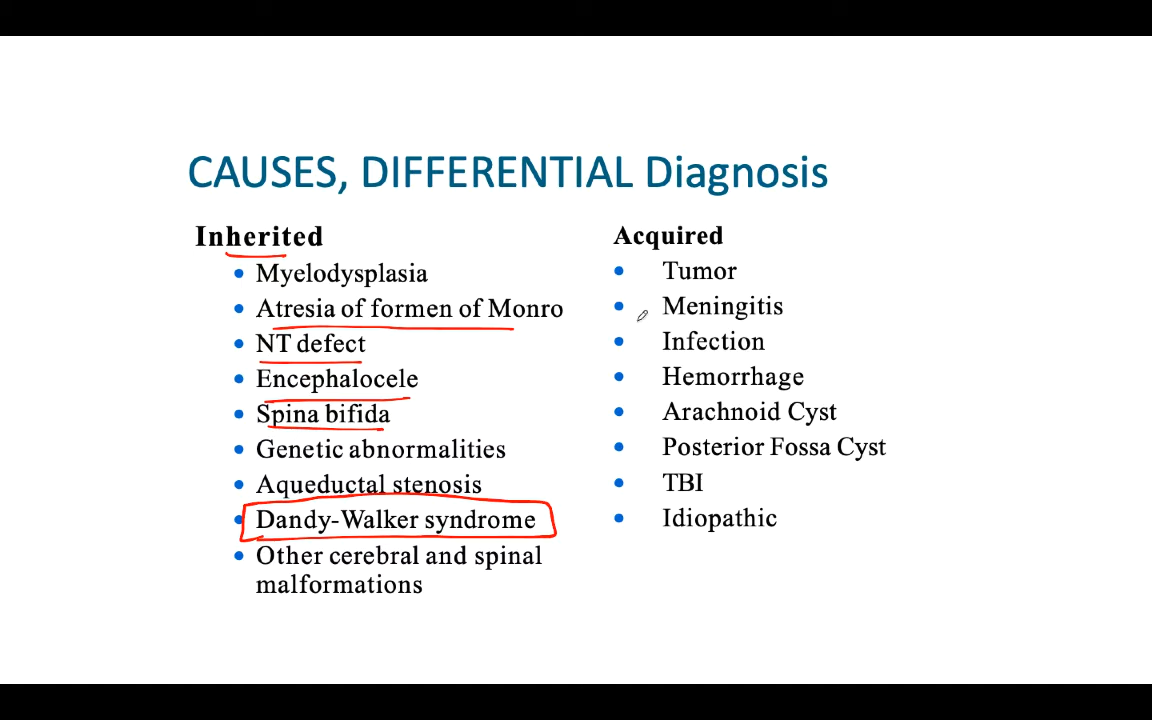 CAUSES, DIFFERENTIAL Diagnosis
Inherited
• Myelodysplasia
• Atresia of formen of Monro
• NT defect
• Encephalocele
• Spina bifida
• Genetic abnormalities
• Aqueductal stenosis
• Dandy-Walker syndrome
• Other cerebral and spinal
malformations
Acquired
• Tumor
• Meningitis
• Infection
• Hemorrhage
• Arachnoid Cyst
• Posterior Fossa Cyst
• TBI
• Idiopathic